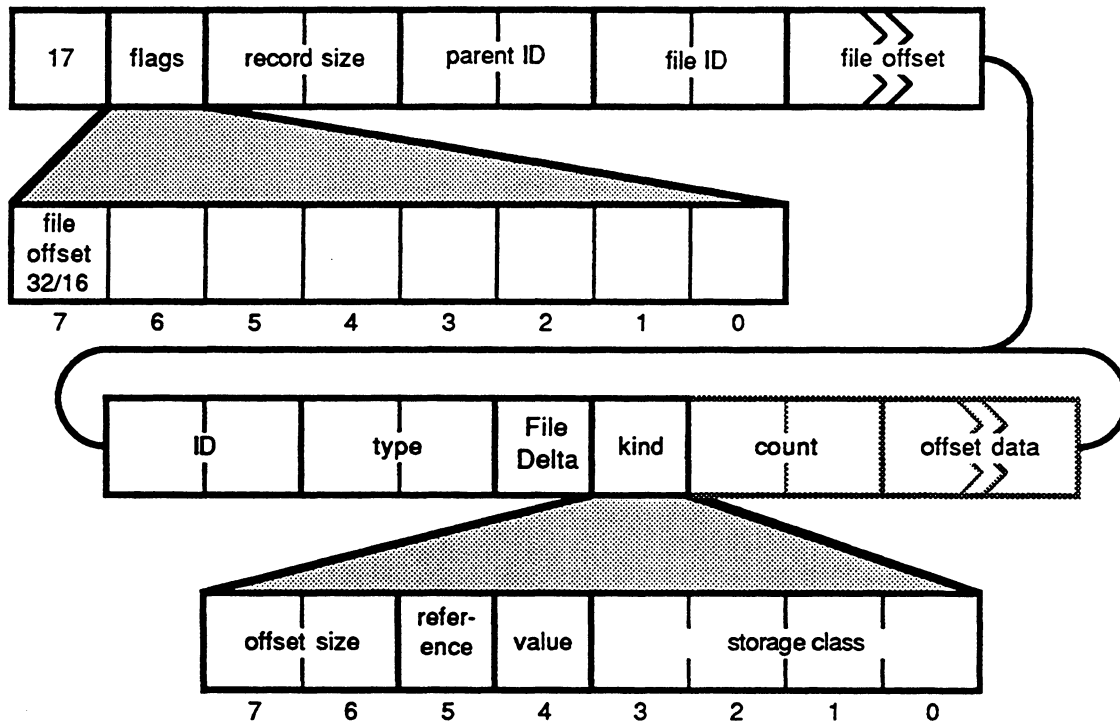 17 flags record size parent ID file ID file offset
file
offset
32/16
7 6 5 4 3 2 1 0
ID type File Delta kind count offset data
offset size refer-ence value storage class
7 6 5 4 3 2 1 0